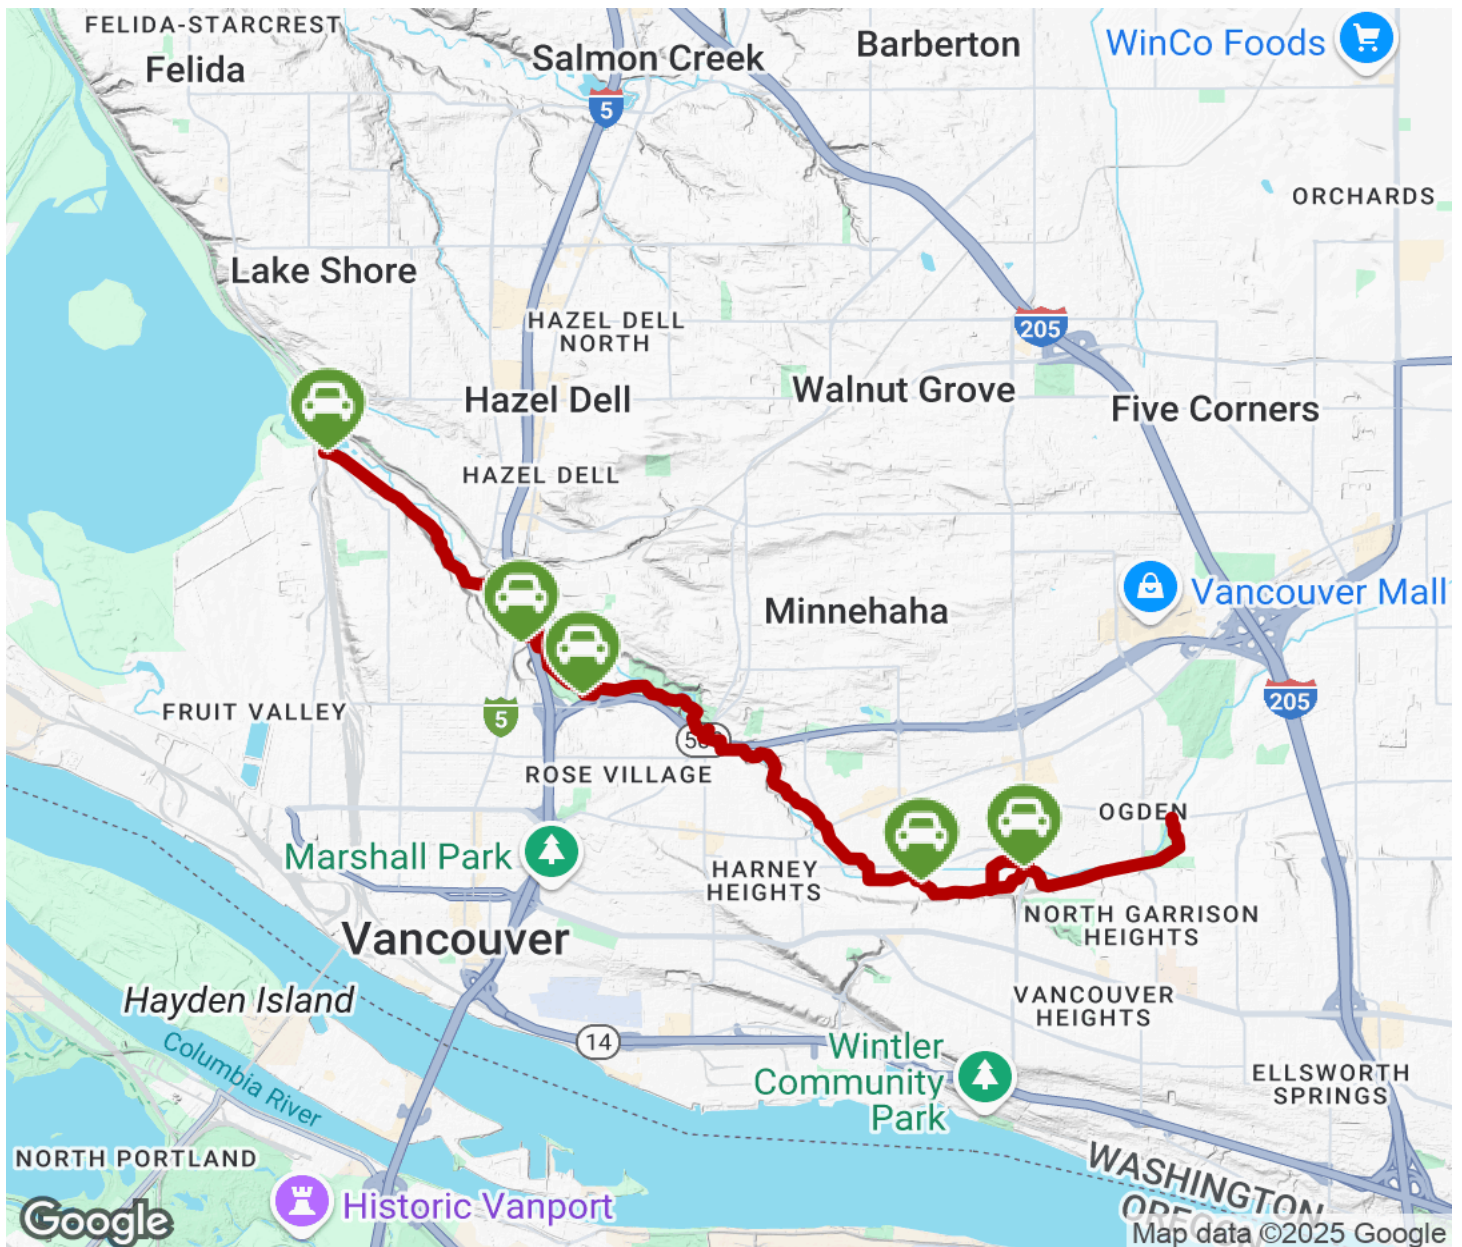 FELIDA-STARCREST
Felida
Salmon Creek
Barberton
WinCo Foods
5
ORCHARDS
Lake Shore
HAZEL DELL
NORTH
205
Hazel Dell
Walnut Grove
Five Corners
HAZEL DELL
Minnehaha
Vancouver Mall
205
FRUIT VALLEY
5
ROSE VILLAGE
OGDEN
Marshall Park
HARNEY
HEIGHTS
NORTH GARRISON
HEIGHTS
Vancouver
Hayden Island
VANCOUVER
HEIGHTS
14
Columbia River
Wintler
Community
Park
ELLSWORTH
SPRINGS
NORTH PORTLAND
WASHINGTON
Historic Vanport
Google
Map data ©2025 Google